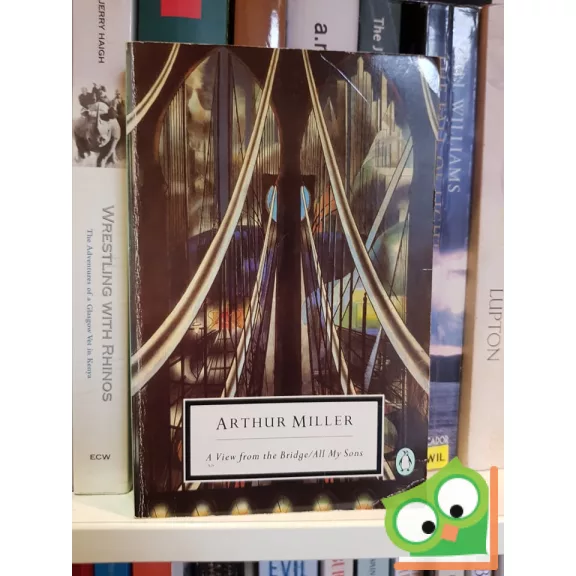 JERRY HAIGH
WRESTLING WITH RHINOS
The Adventures of a Glasgow Vet in Kenya
ECW
ARTHUR MILLER
A View from the Bridge/All My Sons
WILLIAMS
LUPTON
EVIL